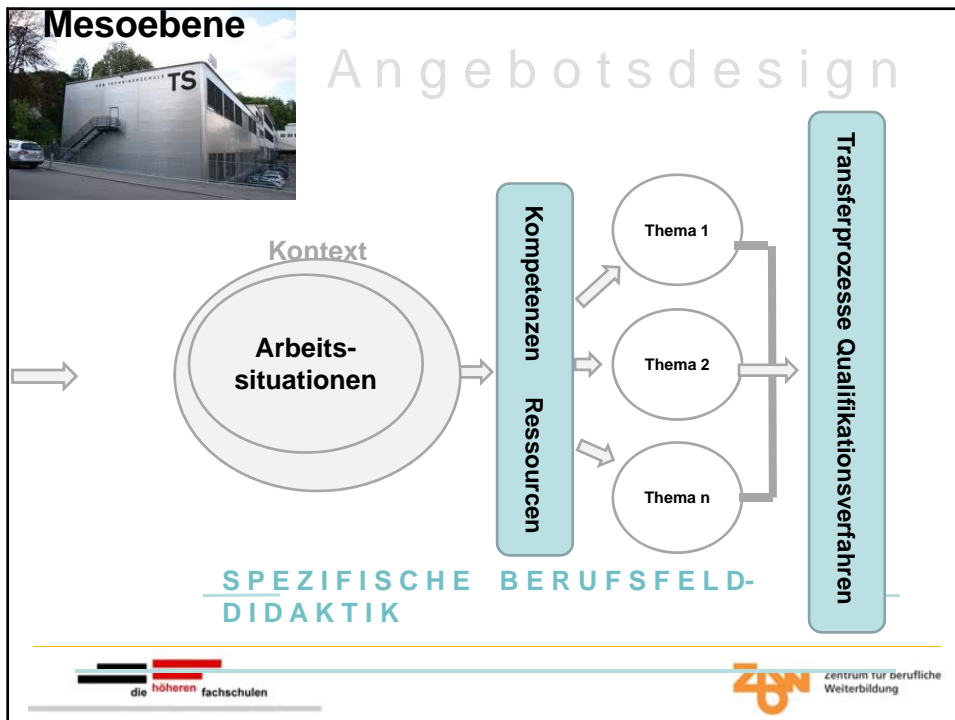 Mesoebene
TS
Angebotsdesign
Kontext
Arbeits-
situationen
Kompetenzen Ressourcen
Thema 1
Thema 2
Thema n
Transferprozesse Qualifikationsverfahren
SPEZIFISCHE BERUFSFELD-
DIDAKTIK
die höheren fachschulen
ZbW
Zentrum für berufliche
Weiterbildung